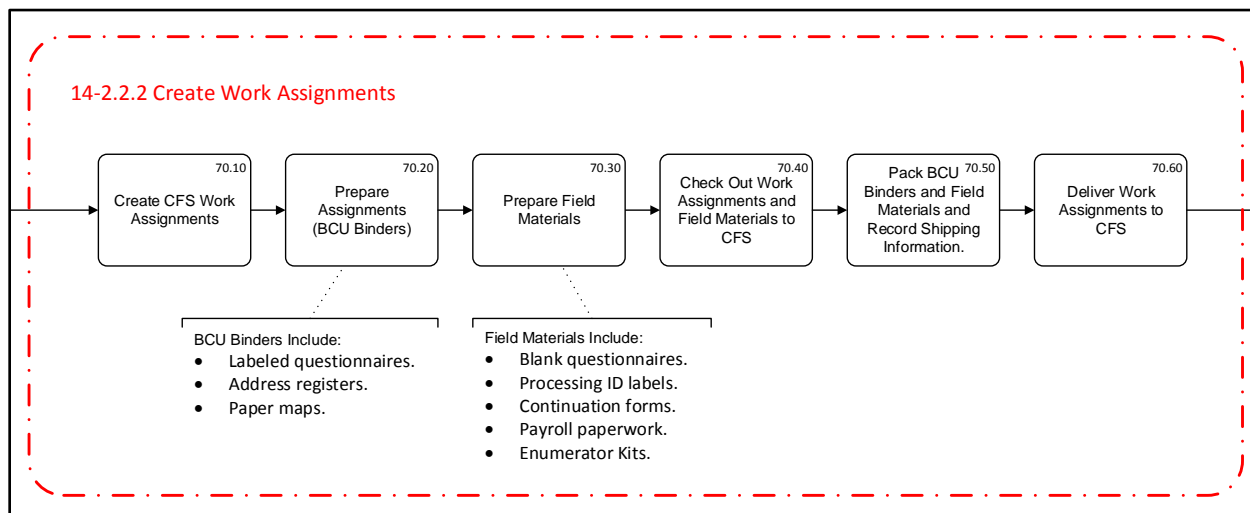 14-2.2.2 Create Work Assignments
70.10
Create CFS Work
Assignments
70.20
Prepare
Assignments
(BCU Binders)
70.30
Prepare Field
Materials
70.40
Check Out Work
Assignments and
Field Materials to
CFS
70.50
Pack BCU
Binders and Field
Materials and
Record Shipping
Information.
70.60
Deliver Work
Assignments to
CFS
BCU Binders Include:
• Labeled questionnaires.
• Address registers.
• Paper maps.
Field Materials Include:
• Blank questionnaires.
• Processing ID labels.
• Continuation forms.
• Payroll paperwork.
• Enumerator Kits.